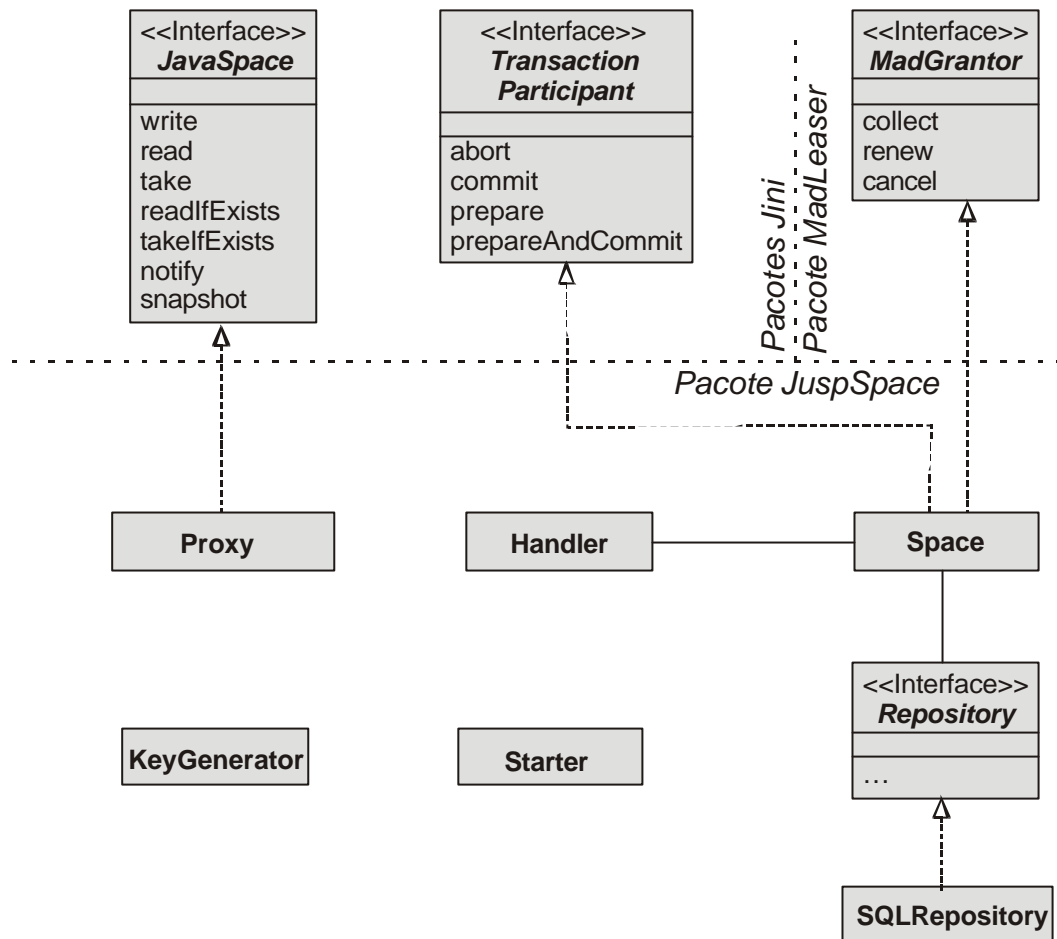 <<Interface>>
JavaSpace
write
read
take
readIfExists
takeIfExists
notify
snapshot
<<Interface>>
Transaction
Participant
abort
commit
prepare
prepareAndCommit
Pacotes Jini
Pacote MadLeaser
<<Interface>>
MadGrantor
collect
renew
cancel
Pacote JuspSpace
Proxy
Handler
Space
<<Interface>>
Repository
...
KeyGenerator
Starter
SQLRepository